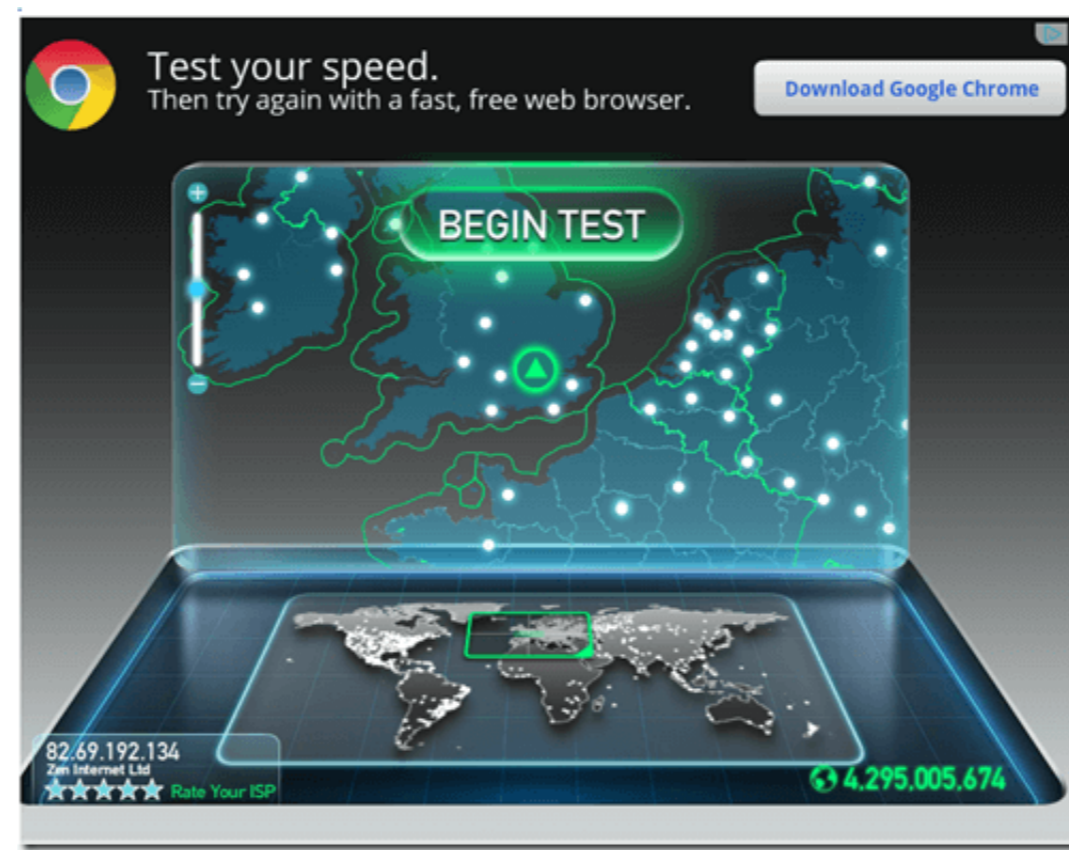 Test your speed.
Then try again with a fast, free web browser.
Download Google Chrome
BEGIN TEST
82.69.192.134
Zen Internet Ltd
Rate Your ISP
4,295,005,674